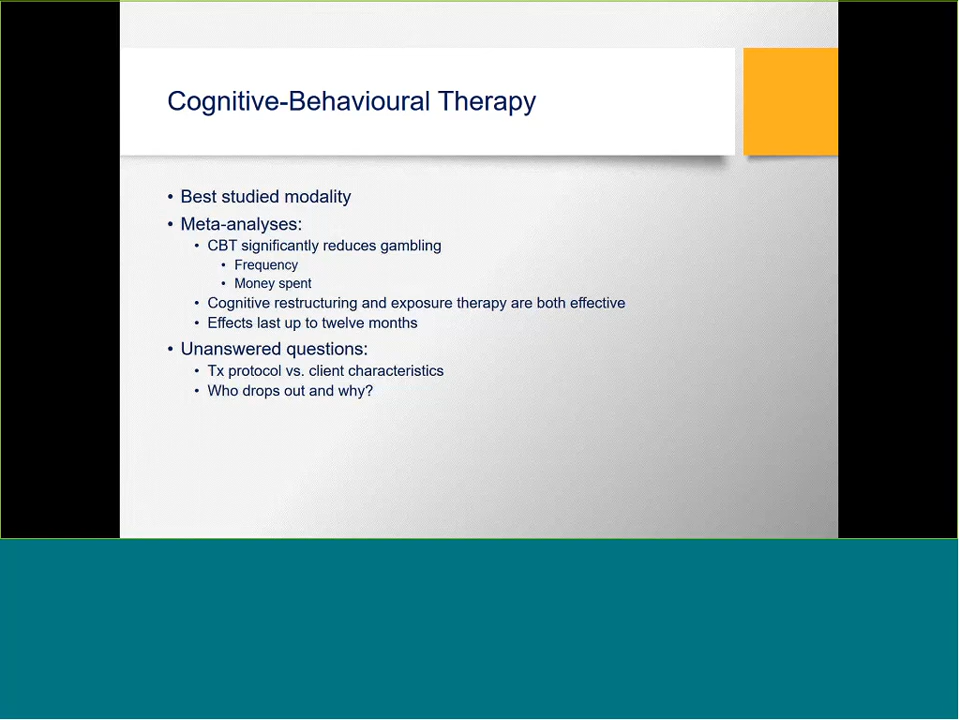 Cognitive-Behavioural Therapy
• Best studied modality
• Meta-analyses:
• CBT significantly reduces gambling
• Frequency
• Money spent
• Cognitive restructuring and exposure therapy are both effective
• Effects last up to twelve months
• Unanswered questions:
• Tx protocol vs. client characteristics
• Who drops out and why?